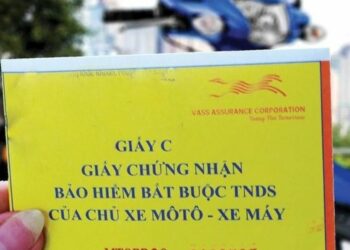 VASS ASSURANCE CORPORATION
GIẤY C
GIẤY CHỨNG NHẬN
BẢO HIỂM BẮT BUỘC TNDS
CỦA CHỦ XE MÔTÔ - XE MÁY